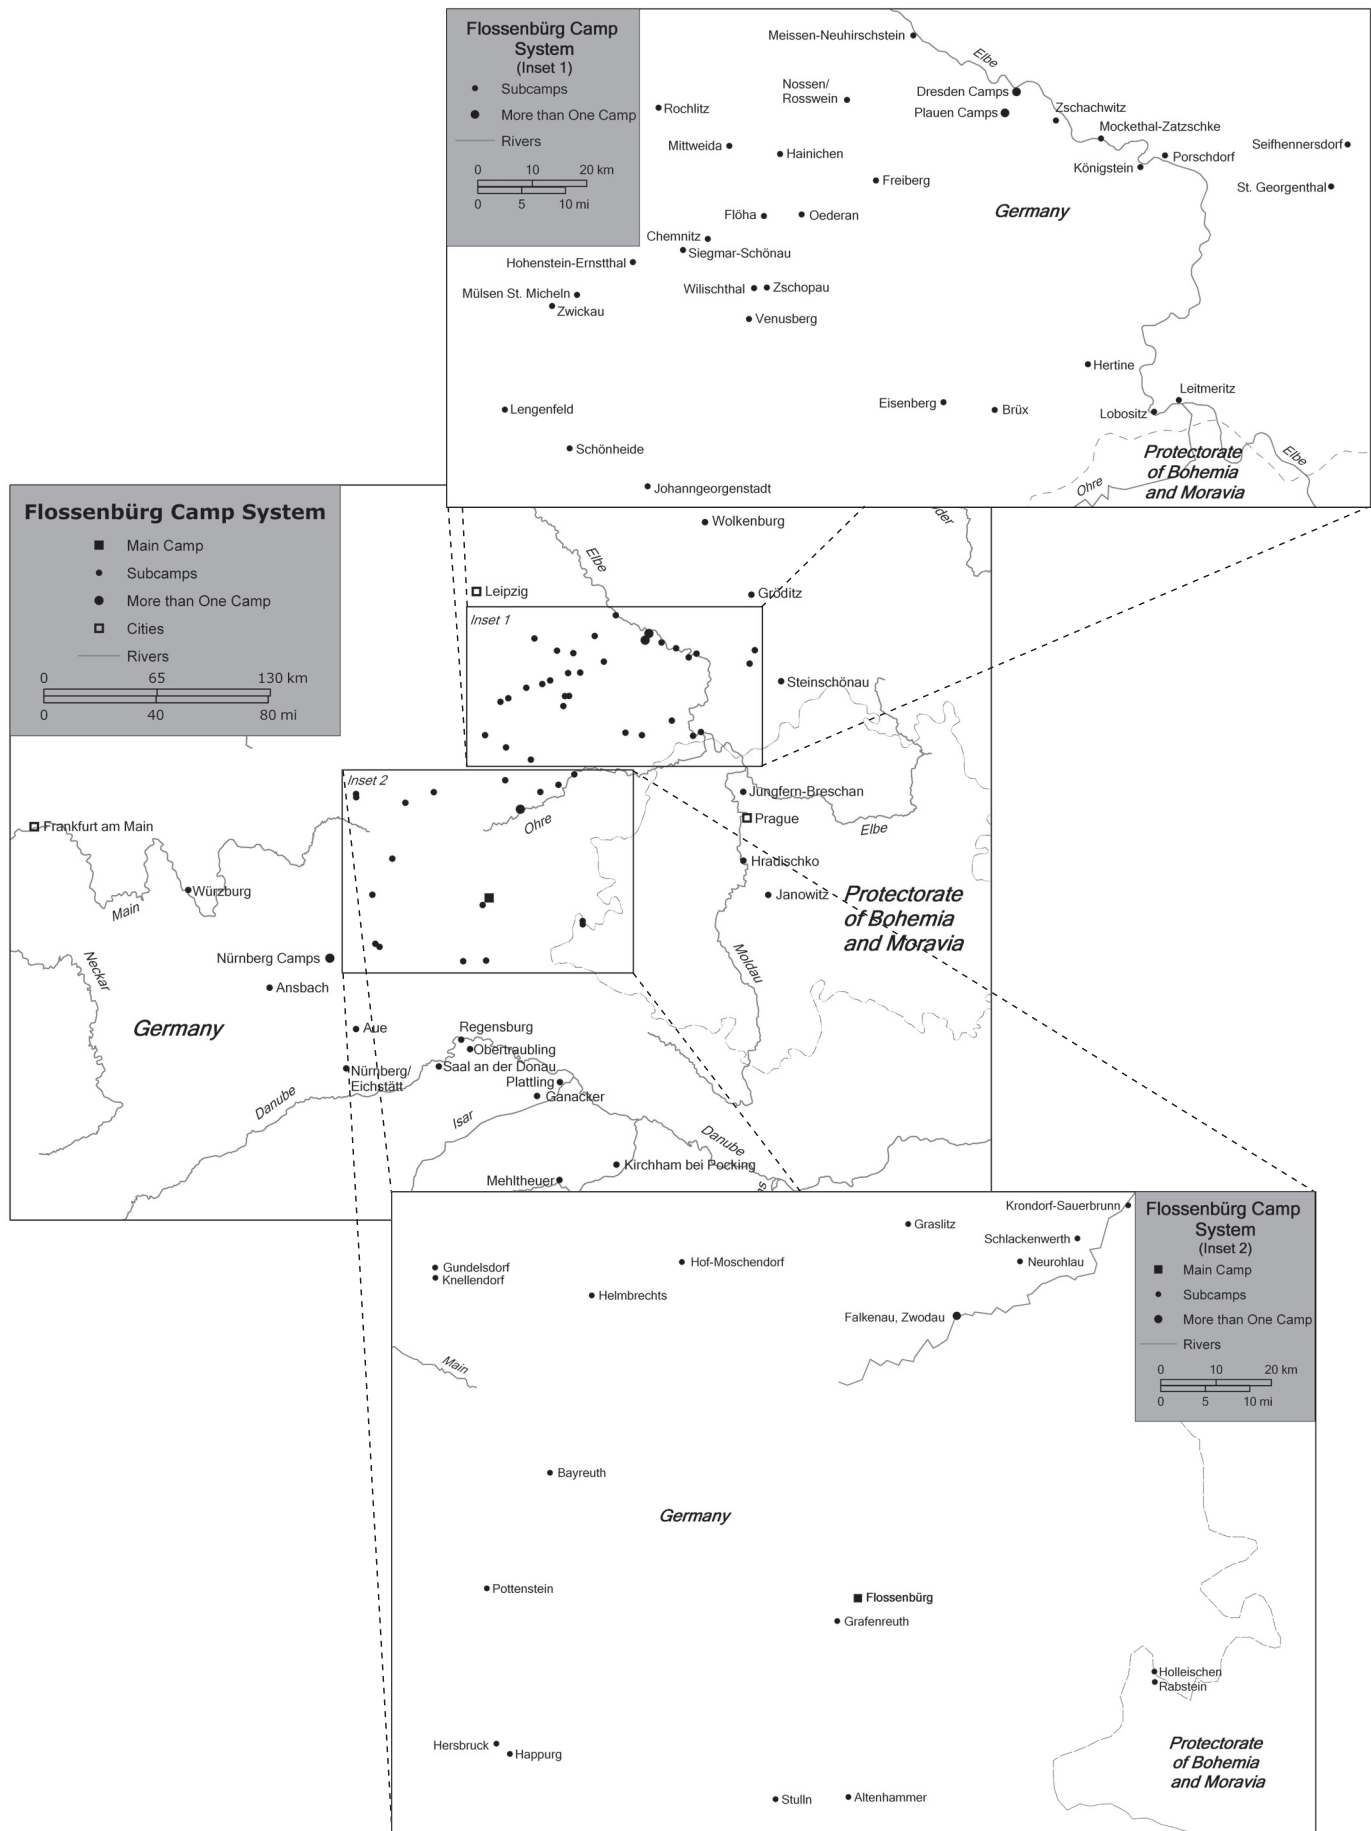 Flossenbürg Camp
System
(Inset 1)
Subcamps
More than One Camp
Rivers
0 10 20 km
0 5 10 mi
Meissen-Neuhirschstein
Elbe
Nossen/
Rosswein
Dresden Camps
Rochlitz
Plauen Camps
Zschachwitz
Mockethal-Zatzschke
Mittweida
Hainichen
Seifhennersdorf
Porschdorf
Königstein
Freiberg
St. Georgenthal
Germany
Flöha
Oederan
Chemnitz
Siegmar-Schönau
Hohenstein-Ernstthal
Wilischthal
Zschopau
Mülsen St. Micheln
Zwickau
Venusberg
Hertine
Leitmeritz
Eisenberg
Brüx
Lobositz
Lengenfeld
Schönheide
Protectorate
of Bohemia
and Moravia
Elbe
Ohre
Johanngeorgenstadt
Flossenbürg Camp System
Main Camp
Subcamps
More than One Camp
Cities
Rivers
0 65 130 km
0 40 80 mi
Wolkenburg
der
Elbe
Leipzig
Gröditz
Inset 1
Steinschönau
Inset 2
Jungfern-Breschan
Prague
Frankfurt am Main
Ohre
Elbe
Hradischko
Würzburg
Janowitz
Main
Protectorate
of Bohemia
and Moravia
Nürnberg Camps
Neckar
Moldau
Ansbach
Germany
Aue
Regensburg
Obertraubling
Saal an der Donau
Nürnberg/
Eichstätt
Plattling
Ganacker
Danube
Isar
Danube
Kirchham bei Pocking
Mehltheuer
Flossenbürg Camp
System
(Inset 2)
Main Camp
Subcamps
More than One Camp
Rivers
0 10 20 km
0 5 10 mi
Krondorf-Sauerbrunn
Graslitz
Schlackenwerth
Gundelsdorf
Knellendorf
Hof-Moschendorf
Neurohlau
Helmbrechts
Falkenau, Zwodau
Main
Bayreuth
Germany
Pottenstein
Flossenbürg
Grafenreuth
Holleischen
Rabstein
Hersbruck
Happurg
Protectorate
of Bohemia
and Moravia
Stulln
Altenhammer